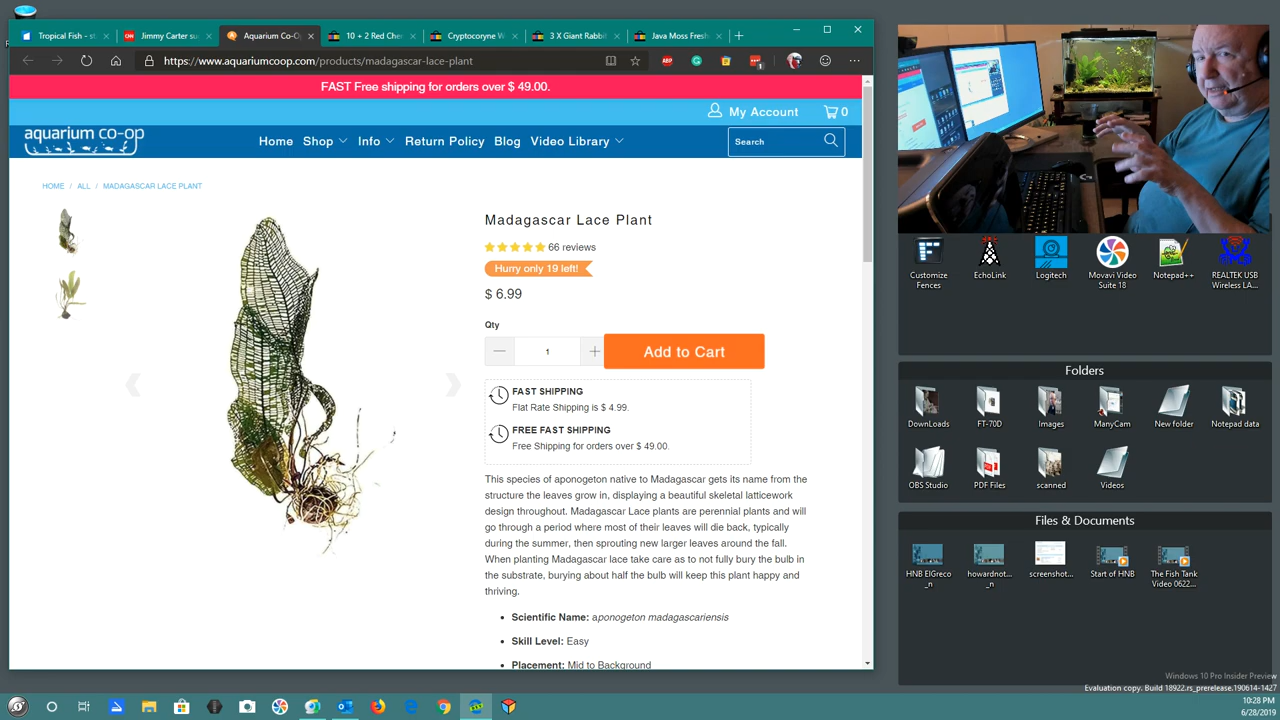 Tropical Fish - st
Jimmy Carter su
Aquarium Co-Op
10 + 2 Red Cher
Cryptocoryne W
3 X Giant Rabbit
Java Moss Fresh
https://www.aquariumcoop.com/products/madagascar-lace-plant
FAST Free shipping for orders over $ 49.00.
My Account
0
aquarium co-op
Home Shop Info Return Policy Blog Video Library
Search
HOME / ALL / MADAGASCAR LACE PLANT
Madagascar Lace Plant
66 reviews
Hurry only 19 left!
$ 6.99
Qty
1
Add to Cart
FAST SHIPPING
Flat Rate Shipping is $ 4.99.
FREE FAST SHIPPING
Free Shipping for orders over $ 49.00.
This species of aponogeton native to Madagascar gets its name from the
structure the leaves grow in, displaying a beautiful skeletal latticework
design throughout. Madagascar Lace plants are perennial plants and will
go through a period where most of their leaves will die back, typically
during the summer, then sprouting new larger leaves around the fall.
When planting Madagascar lace take care as to not fully bury the bulb in
the substrate, burying about half the bulb will keep this plant happy and
thriving.
Scientific Name: aponogeton madagascariensis
Skill Level: Easy
Placement: Mid to Background
Customize
Fences
EchoLink
Logitech
Movavi Video
Suite 18
Notepad++
REALTEK USB
Wireless LA...
Folders
DownLoads
FT-70D
Images
ManyCam
New folder
Notepad data
OBS Studio
PDF Files
scanned
Videos
Files & Documents
HNB ElGreco
_n
howardnot...
_n
screenshot...
Start of HNB
The Fish Tank
Video 0622...
Windows 10 Pro Insider Preview
Evaluation copy. Build 18922.rs_prerelease.190614-1427
10:28 PM
6/28/2019